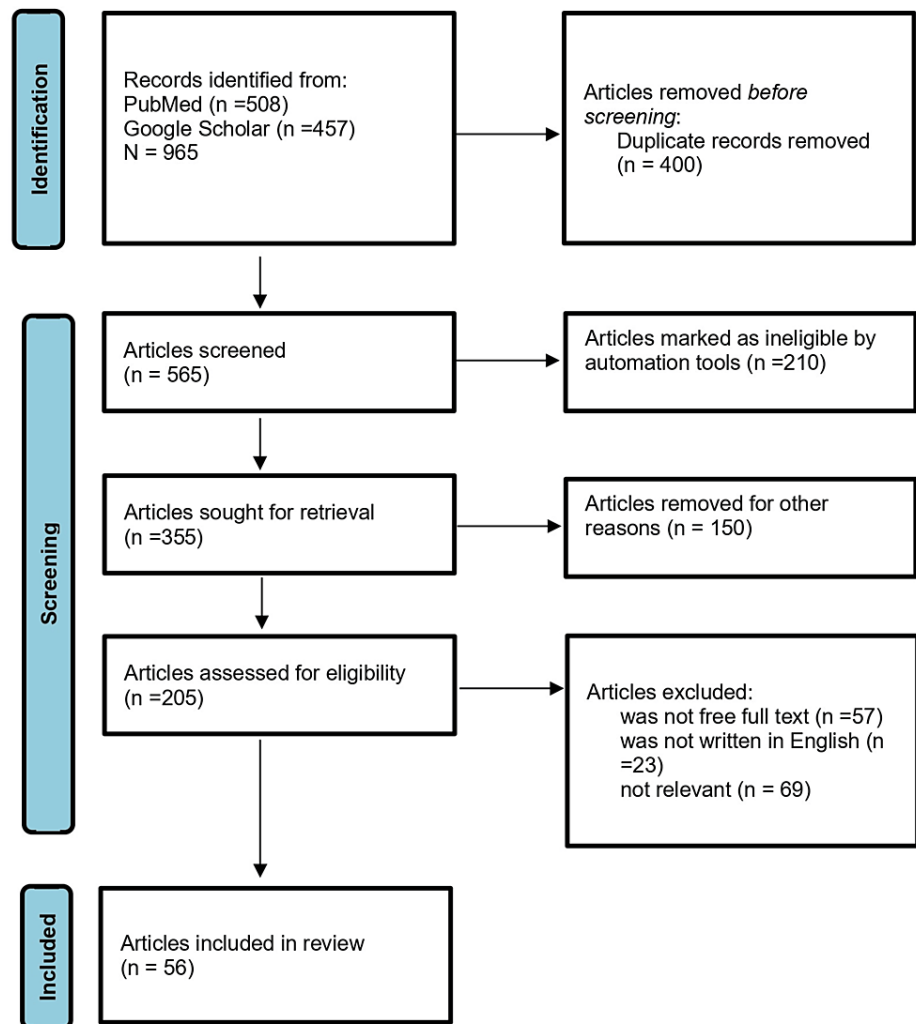 Identification
Records identified from:
PubMed (n =508)
Google Scholar (n =457)
N = 965
Articles removed before
screening:
Duplicate records removed
(n = 400)
Screening
Articles screened
(n = 565)
Articles marked as ineligible by
automation tools (n =210)
Articles sought for retrieval
(n =355)
Articles removed for other
reasons (n = 150)
Articles assessed for eligibility
(n =205)
Articles excluded:
was not free full text (n =57)
was not written in English (n
=23)
not relevant (n = 69)
Included
Articles included in review
(n = 56)